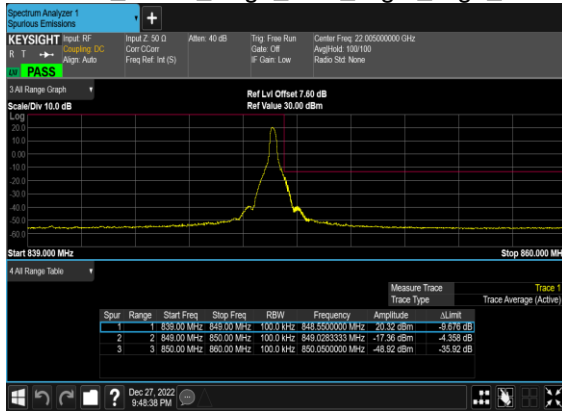 Spectrum Analyzer 1
Spurious Emissions
KEYSIGHT
R T
Input: RF
Coupling: DC
Align: Auto
Input Z: 50 Ω
Corr CCorr
Freq Ref: Int (S)
Atten: 40 dB
Trig: Free Run
Gate: Off
IF Gain: Low
Center Freq: 22.005000000 GHz
Avg|Hold: 100/100
Radio Std: None
PASS
3 All Range Graph
Ref Lvl Offset 7.60 dB
Scale/Div 10.0 dB
Ref Value 30.00 dBm
Log
20.0
10.0
0.00
-10.0
-20.0
-30.0
-40.0
-50.0
-60.0
Start 839.000 MHz
Stop 860.000 MHz
4 All Range Table
Measure Trace Trace 1
Trace Type Trace Average (Active)
Spur Range Start Freq Stop Freq RBW Frequency Amplitude ΔLimit
1 1 839.00 MHz 849.00 MHz 100.0 kHz 848.5500000 MHz 20.32 dBm -9.676 dB
2 2 849.00 MHz 850.00 MHz 100.0 kHz 849.0283333 MHz -17.36 dBm -4.358 dB
3 3 850.00 MHz 860.00 MHz 100.0 kHz 850.0500000 MHz -48.92 dBm -35.92 dB
Dec 27, 2022
9:48:38 PM